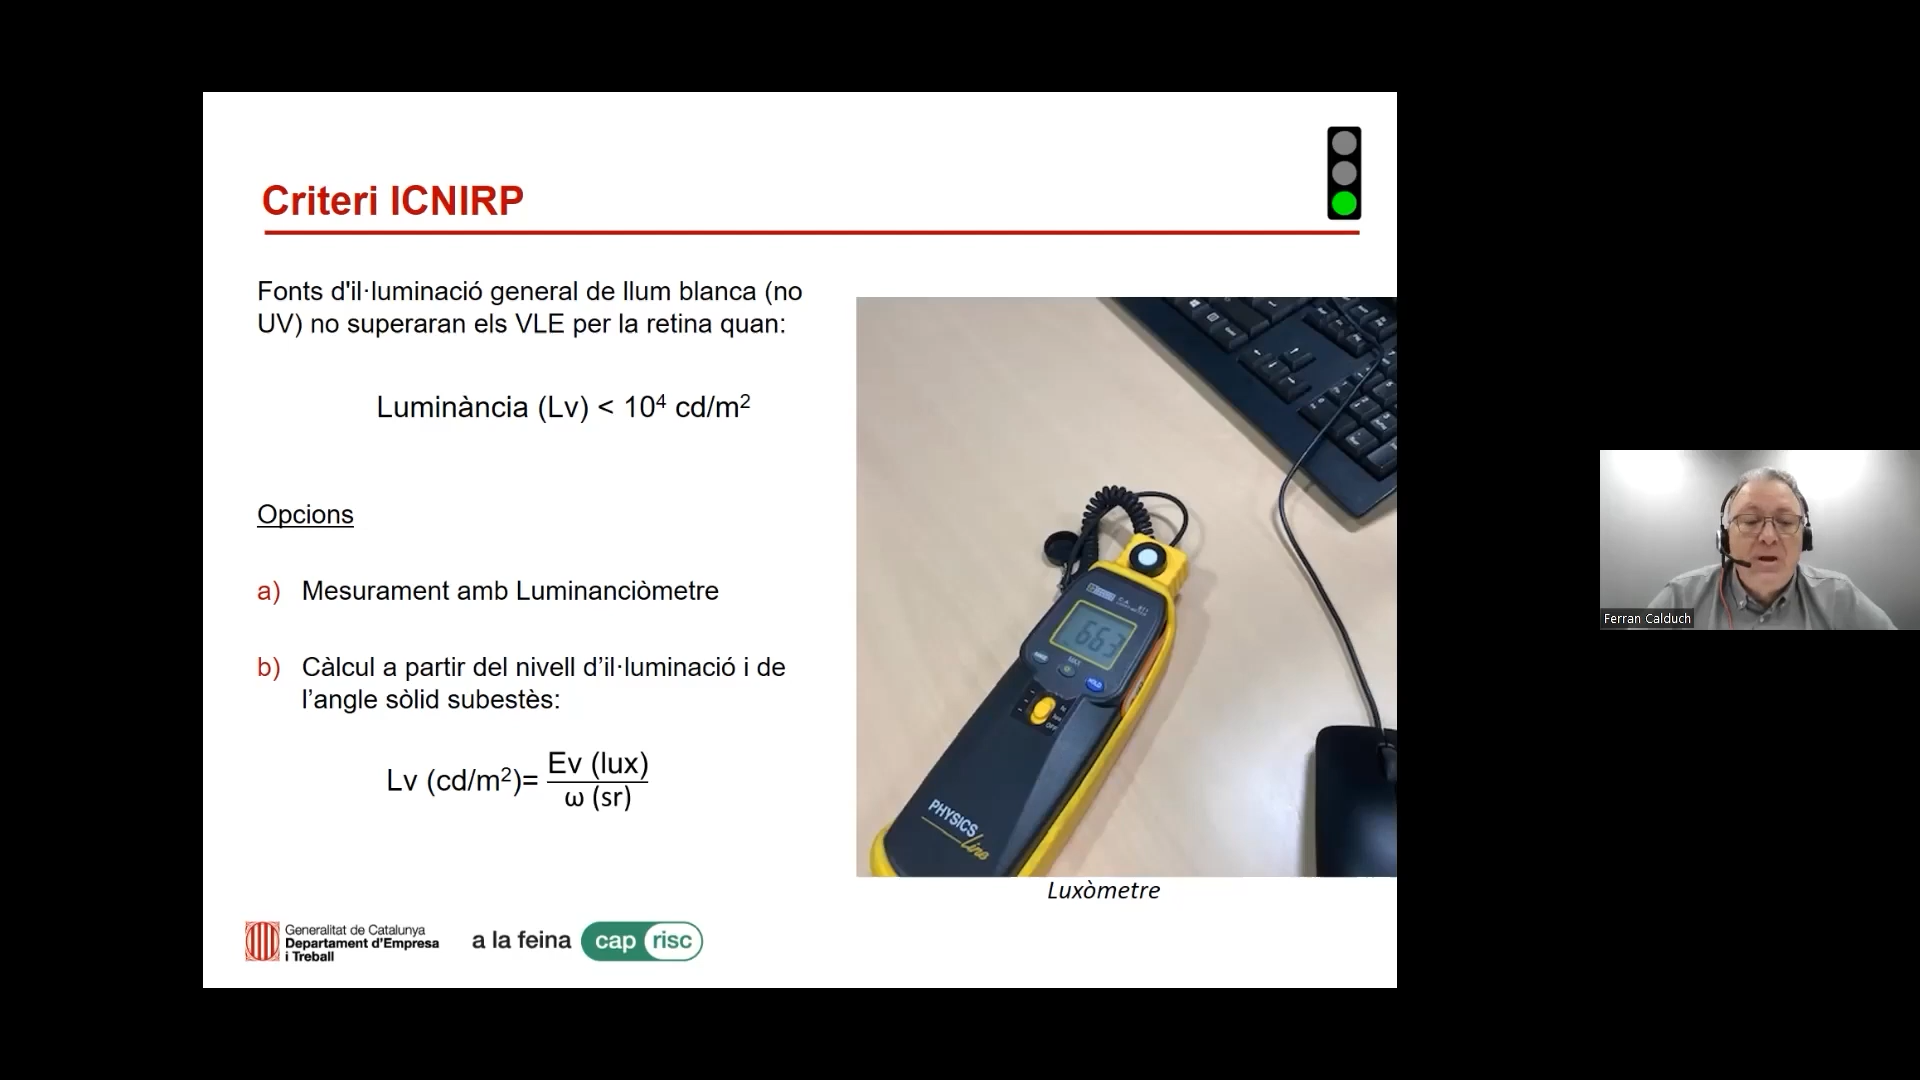 Criteri ICNIRP
Fonts d'il·luminació general de llum blanca (no
UV) no superaran els VLE per la retina quan:
Luminància (Lv) < 10⁴ cd/m²
Opcions
a) Mesurament amb Luminanciòmetre
b) Càlcul a partir del nivell d’il·luminació i de
l’angle sòlid subestès:
Lv (cd/m²)= Ev (lux)
ω (sr)
663
HOLD
OFF
PHYSICS
Line
Luxòmetre
Generalitat de Catalunya
Departament d'Empresa
i Treball
a la feina cap risc
Ferran Calduch